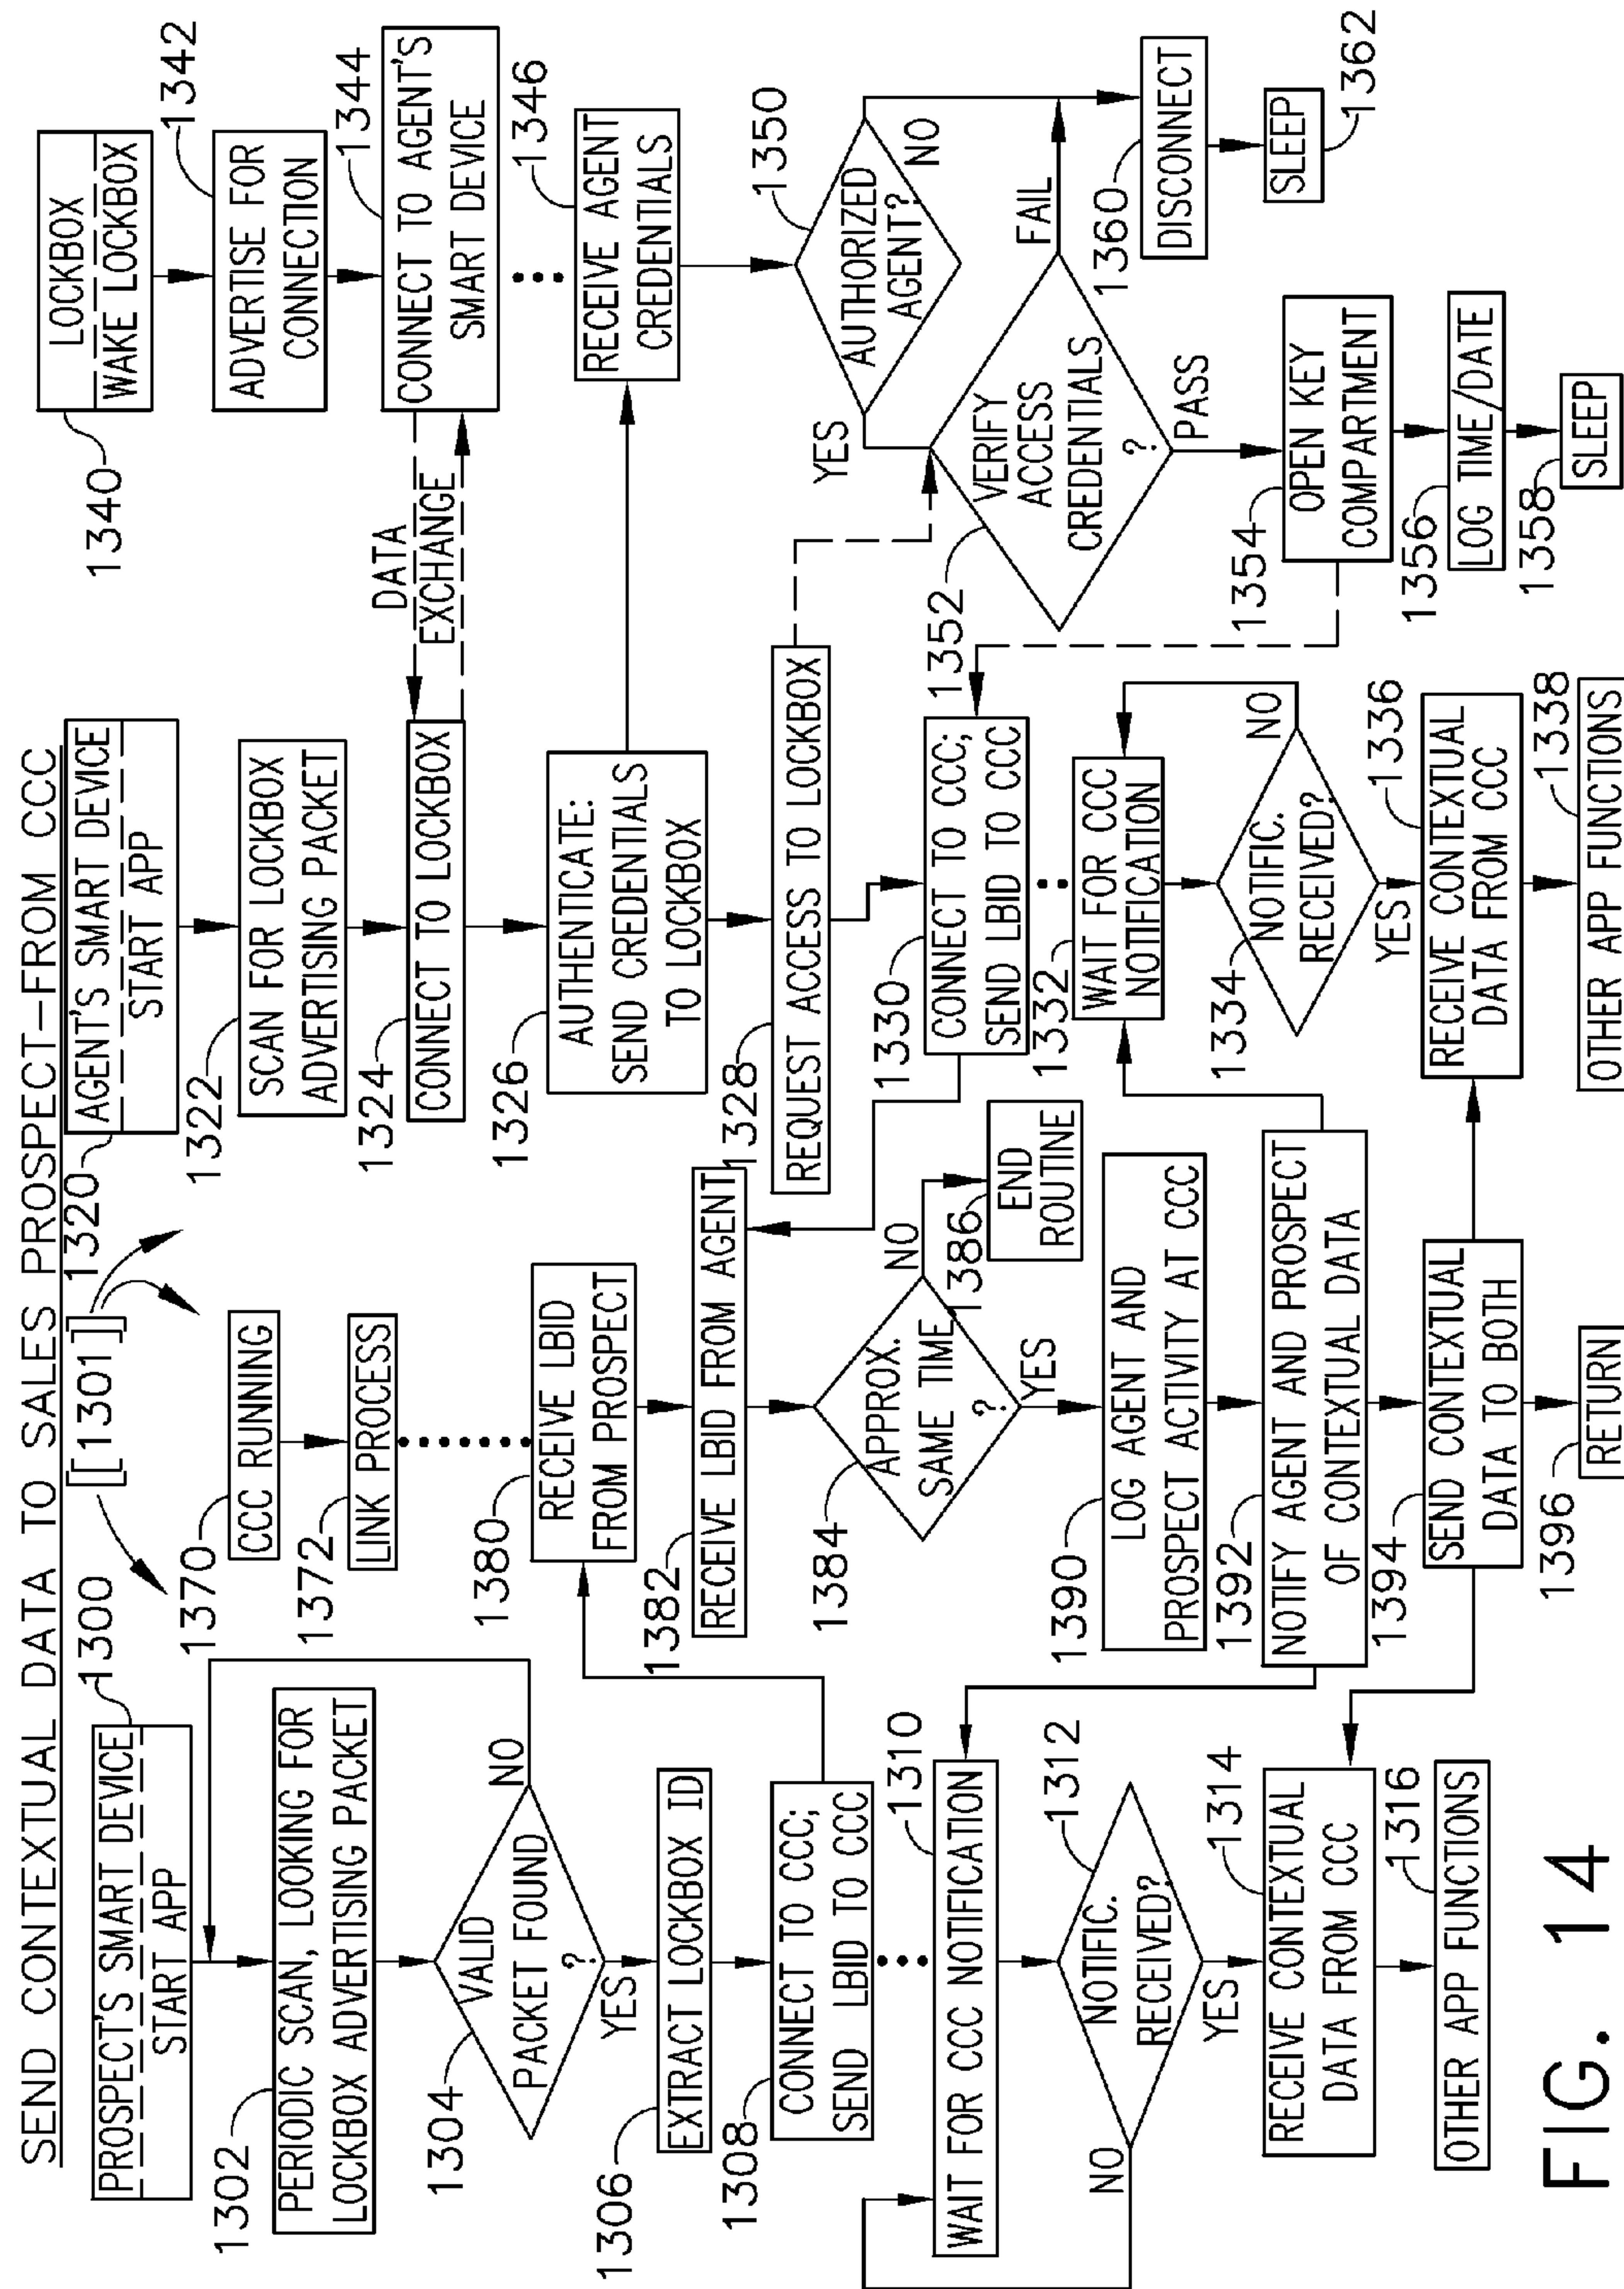 SEND CONTEXTUAL DATA TO SALES PROSPECT-FROM CCC
[[1301]]
1300
PROSPECT'S SMART DEVICE
START APP
1302
PERIODIC SCAN, LOOKING FOR
LOCKBOX ADVERTISING PACKET
1304
VALID
PACKET FOUND
?
NO
YES
1306
EXTRACT LOCKBOX ID
1308
CONNECT TO CCC;
SEND LBID TO CCC
1310
WAIT FOR CCC NOTIFICATION
1312
NOTIFIC.
RECEIVED?
NO
YES
1314
RECEIVE CONTEXTUAL
DATA FROM CCC
1316
OTHER APP FUNCTIONS
1370
CCC RUNNING
1372
LINK PROCESS
1380
RECEIVE LBID
FROM PROSPECT
1382
RECEIVE LBID FROM AGENT
1384
APPROX.
SAME TIME
?
NO
1386
END
ROUTINE
YES
1390
LOG AGENT AND
PROSPECT ACTIVITY AT CCC
1392
NOTIFY AGENT AND PROSPECT
OF CONTEXTUAL DATA
1394
SEND CONTEXTUAL
DATA TO BOTH
1396
RETURN
1320
AGENT'S SMART DEVICE
START APP
1322
SCAN FOR LOCKBOX
ADVERTISING PACKET
1324
CONNECT TO LOCKBOX
1326
AUTHENTICATE:
SEND CREDENTIALS
TO LOCKBOX
1328
REQUEST ACCESS TO LOCKBOX
1330
CONNECT TO CCC;
SEND LBID TO CCC
1332
WAIT FOR CCC
NOTIFICATION
1334
NOTIFIC.
RECEIVED?
NO
YES
1336
RECEIVE CONTEXTUAL
DATA FROM CCC
1338
OTHER APP FUNCTIONS
DATA
EXCHANGE
1340
LOCKBOX
WAKE LOCKBOX
1342
ADVERTISE FOR
CONNECTION
1344
CONNECT TO AGENT'S
SMART DEVICE
1346
RECEIVE AGENT
CREDENTIALS
1350
AUTHORIZED
AGENT?
NO
YES
1352
VERIFY
ACCESS
CREDENTIALS
?
FAIL
PASS
1354
OPEN KEY
COMPARTMENT
1356
LOG TIME/DATE
1358
SLEEP
1360
DISCONNECT
1362
SLEEP
FIG. 14